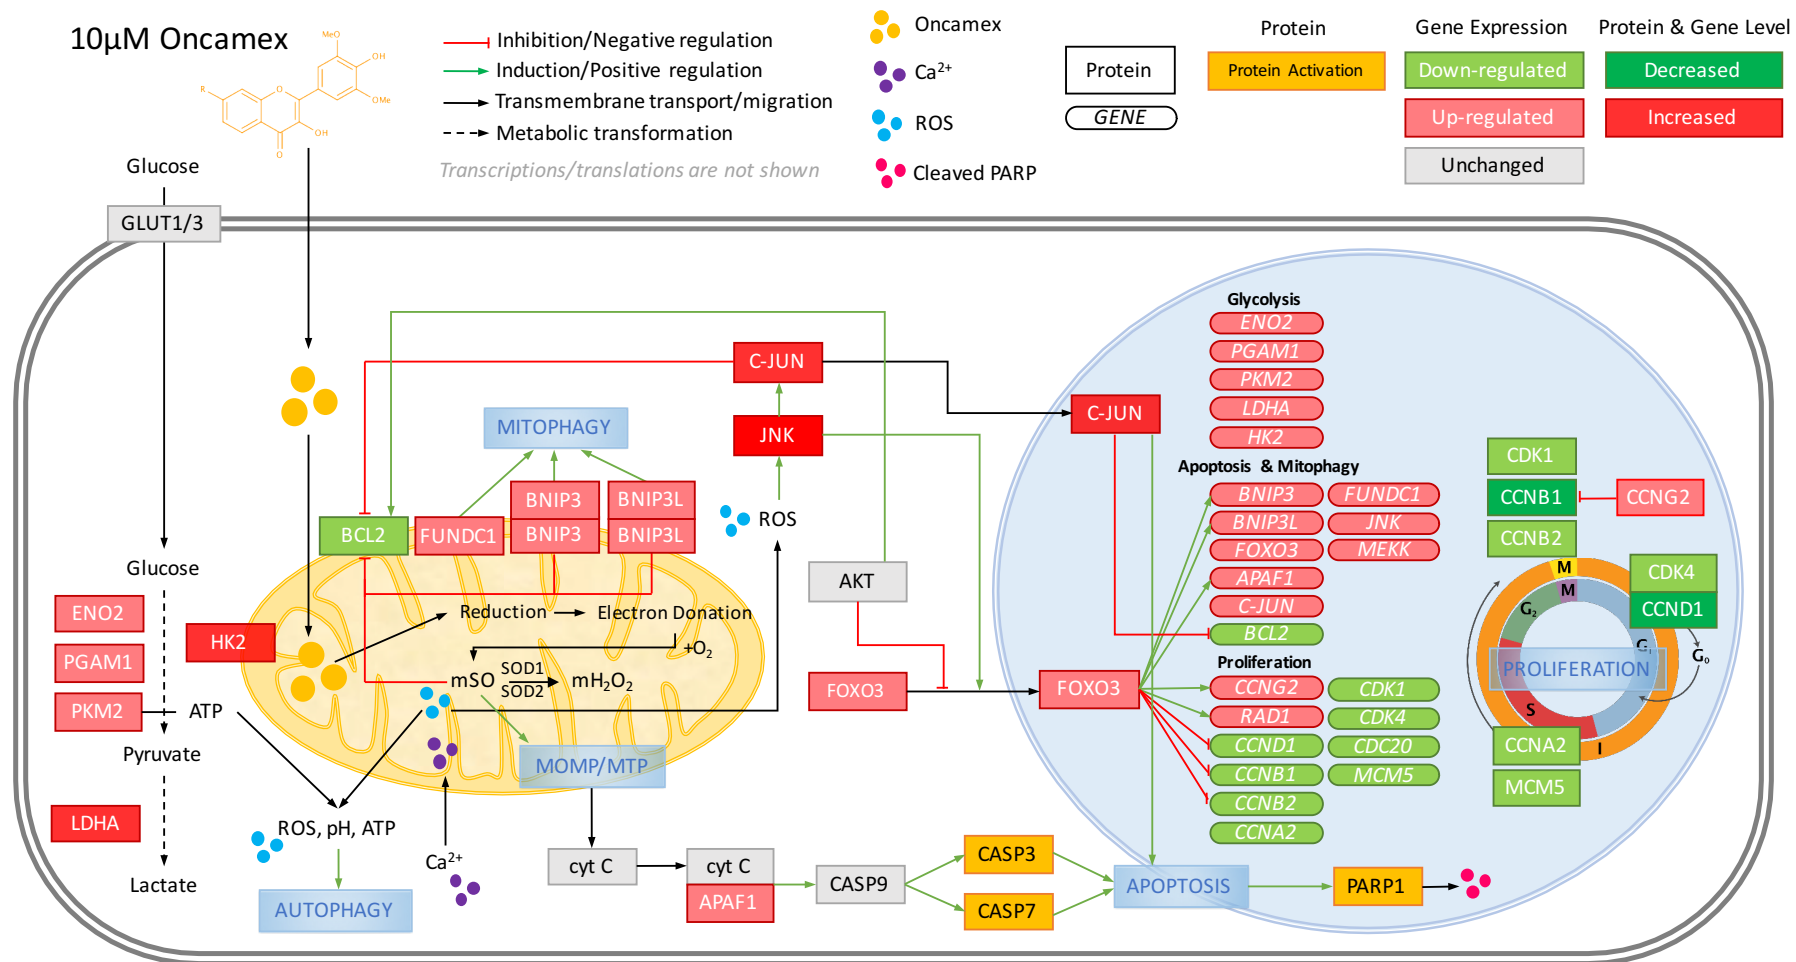 10µM Oncamex
R
O
O
OH
MeO
OH
OMe
Inhibition/Negative regulation
Induction/Positive regulation
Transmembrane transport/migration
Metabolic transformation
Transcriptions/translations are not shown
Oncamex
Ca²⁺
ROS
Cleaved PARP
Protein
GENE
Protein
Protein Activation
Gene Expression
Down-regulated
Up-regulated
Unchanged
Protein & Gene Level
Decreased
Increased
Glucose
GLUT1/3
Glucose
ENO2
PGAM1
PKM2
ATP
HK2
Pyruvate
LDHA
Lactate
ROS, pH, ATP
AUTOPHAGY
Ca²⁺
MITOPHAGY
BCL2
FUNDC1
BNIP3
BNIP3
BNIP3L
BNIP3L
Reduction
Electron Donation
+O₂
mSO
SOD1
SOD2
mH₂O₂
MOMP/MTP
cyt C
cyt C
APAF1
CASP9
CASP3
CASP7
APOPTOSIS
PARP1
C-JUN
JNK
ROS
AKT
FOXO3
FOXO3
C-JUN
Glycolysis
ENO2
PGAM1
PKM2
LDHA
HK2
Apoptosis & Mitophagy
BNIP3
FUNDC1
BNIP3L
JNK
FOXO3
MEKK
APAF1
C-JUN
BCL2
Proliferation
CCNG2
CDK1
RAD1
CDK4
CCND1
CDC20
CCNB1
MCM5
CCNB2
CCNA2
CDK1
CCNB1
CCNG2
CCNB2
CDK4
CCND1
M
M
G₂
G₁
G₀
PROLIFERATION
S
I
CCNA2
MCM5